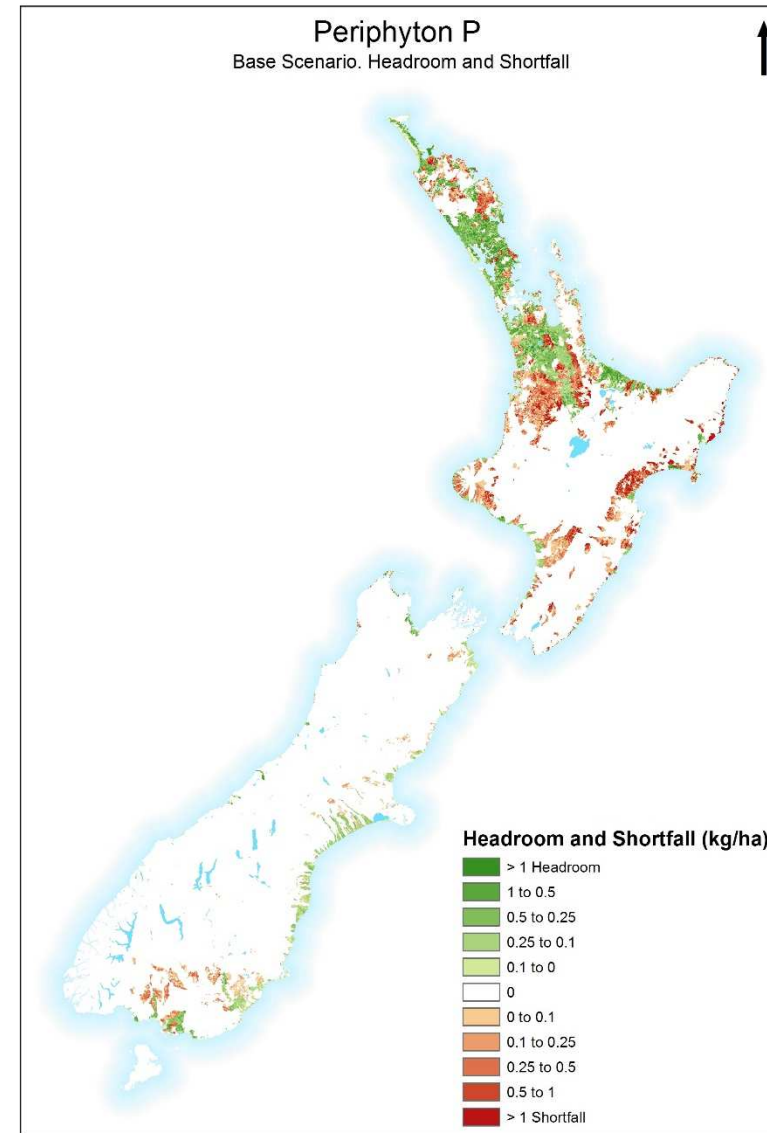 Periphyton P
Base Scenario. Headroom and Shortfall
Headroom and Shortfall (kg/ha)
> 1 Headroom
1 to 0.5
0.5 to 0.25
0.25 to 0.1
0.1 to 0
0
0 to 0.1
0.1 to 0.25
0.25 to 0.5
0.5 to 1
> 1 Shortfall